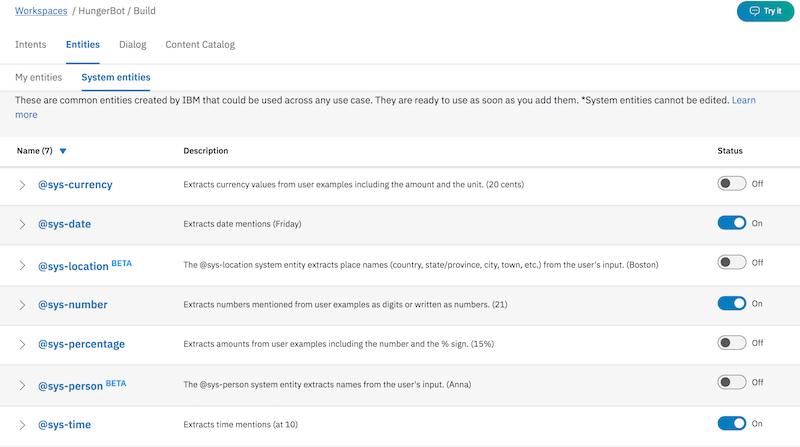 Workspaces / HungerBot / Build
Try it
Intents Entities Dialog Content Catalog
My entities System entities
These are common entities created by IBM that could be used across any use case. They are ready to use as soon as you add them. *System entities cannot be edited. Learn
more
Name (7) Description Status
@sys-currency Extracts currency values from user examples including the amount and the unit. (20 cents) Off
@sys-date Extracts date mentions (Friday) On
@sys-location BETA The @sys-location system entity extracts place names (country, state/province, city, town, etc.) from the user's input. (Boston) Off
@sys-number Extracts numbers mentioned from user examples as digits or written as numbers. (21) On
@sys-percentage Extracts amounts from user examples including the number and the % sign. (15%) Off
@sys-person BETA The @sys-person system entity extracts names from the user's input. (Anna) Off
@sys-time Extracts time mentions (at 10) On